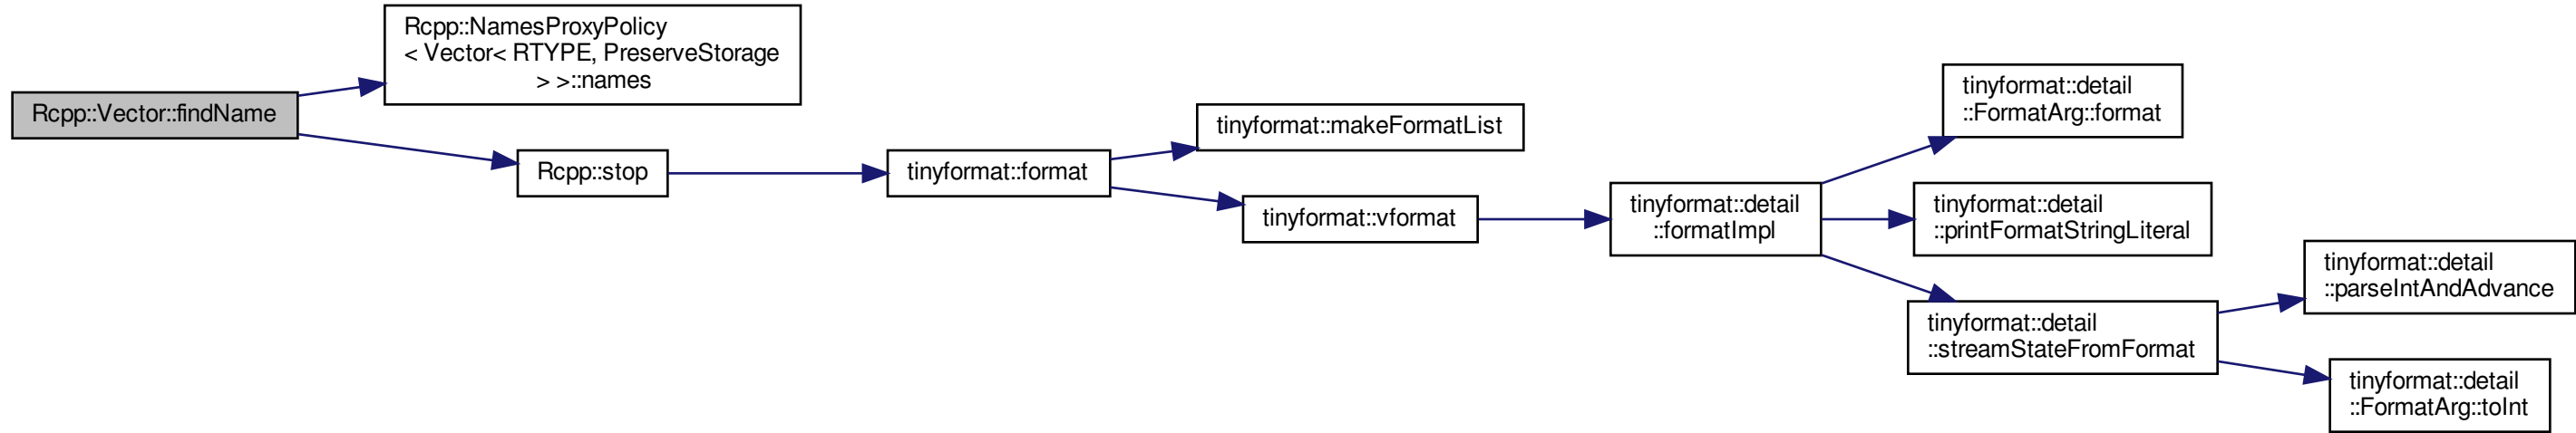 Rcpp::Vector::findName
Rcpp::NamesProxyPolicy
< Vector< RTYPE, PreserveStorage
> >::names
Rcpp::stop
tinyformat::format
tinyformat::makeFormatList
tinyformat::vformat
tinyformat::detail
::formatImpl
tinyformat::detail
::FormatArg::format
tinyformat::detail
::printFormatStringLiteral
tinyformat::detail
::streamStateFromFormat
tinyformat::detail
::parseIntAndAdvance
tinyformat::detail
::FormatArg::toInt